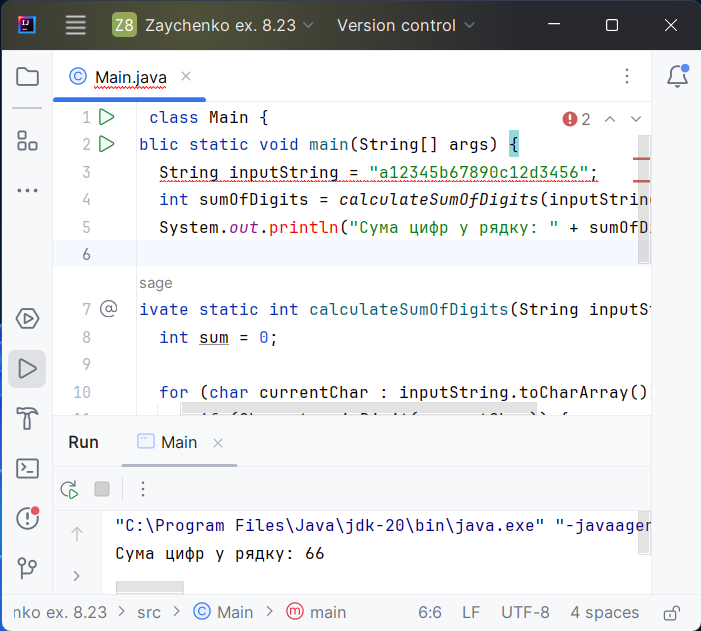 Z8 Zaychenko ex. 8.23 Version control
Main.java
1 class Main { 2
2 blic static void main(String[] args) {
3 String inputString = "a12345b67890c12d3456";
4 int sumOfDigits = calculateSumOfDigits(inputString
5 System.out.println("Сума цифр у рядку: " + sumOfDi
6
sage
7 @ ivate static int calculateSumOfDigits(String inputSt
8 int sum = 0;
9
10 for (char currentChar : inputString.toCharArray()
Run Main
"C:\Program Files\Java\jdk-20\bin\java.exe" "-javaagen
Сума цифр у рядку: 66
nko ex. 8.23 > src > Main > main 6:6 LF UTF-8 4 spaces